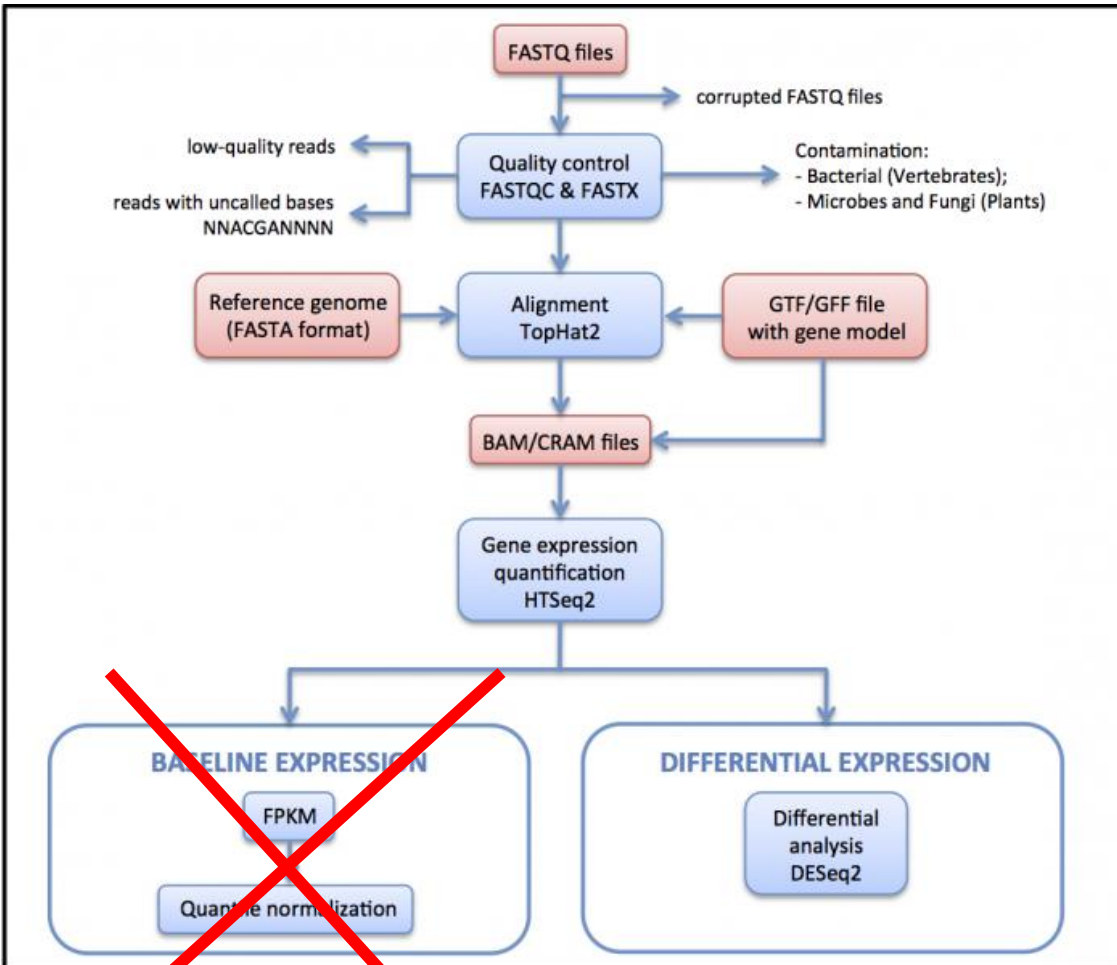 FASTQ files
corrupted FASTQ files
low-quality reads
Quality control
FASTQC & FASTX
Contamination:
- Bacterial (Vertebrates);
- Microbes and Fungi (Plants)
reads with uncalled bases
NNACGANNNN
Reference genome
(FASTA format)
Alignment
TopHat2
GTF/GFF file
with gene model
BAM/CRAM files
Gene expression
quantification
HTSeq2
BASELINE EXPRESSION
FPKM
Quantile normalization
DIFFERENTIAL EXPRESSION
Differential
analysis
DESeq2